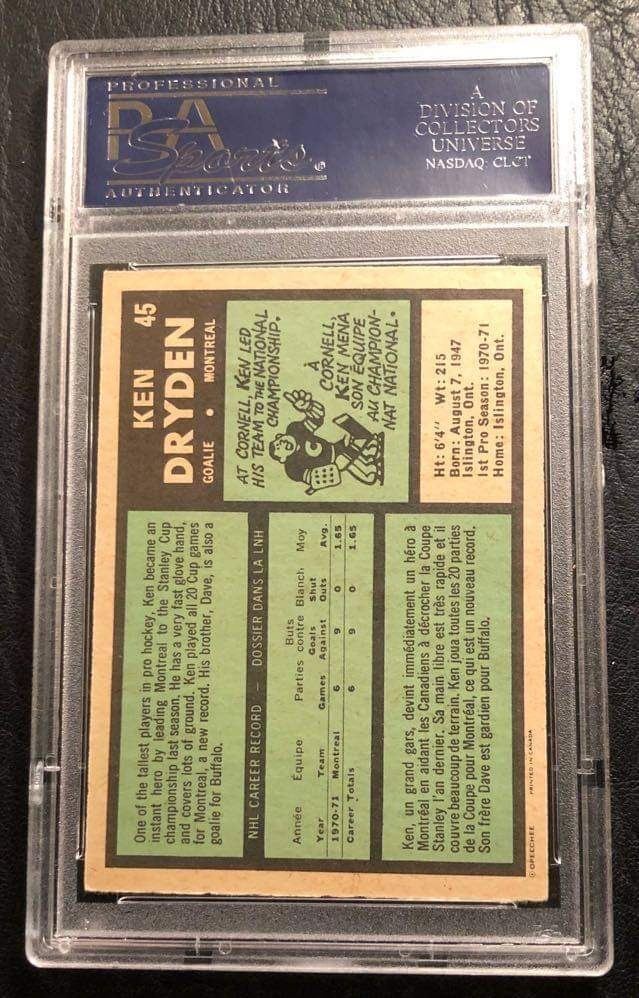 PROFESSIONAL
PSA
Sports
AUTHENTICATOR
A
DIVISION OF
COLLECTORS
UNIVERSE
NASDAQ: CLCT
KEN 45
DRYDEN
GOALIE • MONTREAL
One of the tallest players in pro hockey, Ken became an
instant hero by leading Montreal to the Stanley Cup
championship last season. He has a very fast glove hand,
and covers lots of ground. Ken played all 20 Cup games
for Montreal, a new record. His brother, Dave, is also a
goalie for Buffalo.
AT CORNELL, KEN LED
HIS TEAM TO THE NATIONAL
CHAMPIONSHIP.
À
CORNELL,
KEN MENA
SON ÉQUIPE
AU CHAMPION-
NAT NATIONAL.
C
NHL CAREER RECORD — DOSSIER DANS LA LNH
Buts
Année Équipe Parties contre Blanch. Moy
Goals Shut
Year Team Games Against Outs Avg.
1970-71 Montreal 6 9 0 1.65
Career Totals 6 9 0 1.65
Ht: 6'4" Wt: 215
Born: August 7, 1947
Islington, Ont.
1st Pro Season: 1970-71
Home: Islington, Ont.
Ken, un grand gars, devint immédiatement un héro à
Montréal en aidant les Canadiens à décrocher la Coupe
Stanley l'an dernier. Sa main libre est très rapide et il
couvre beaucoup de terrain. Ken joua toutes les 20 parties
de la Coupe pour Montréal, ce qui est un nouveau record.
Son frère Dave est gardien pour Buffalo.
© OPEECHEE PRINTED IN CANADA